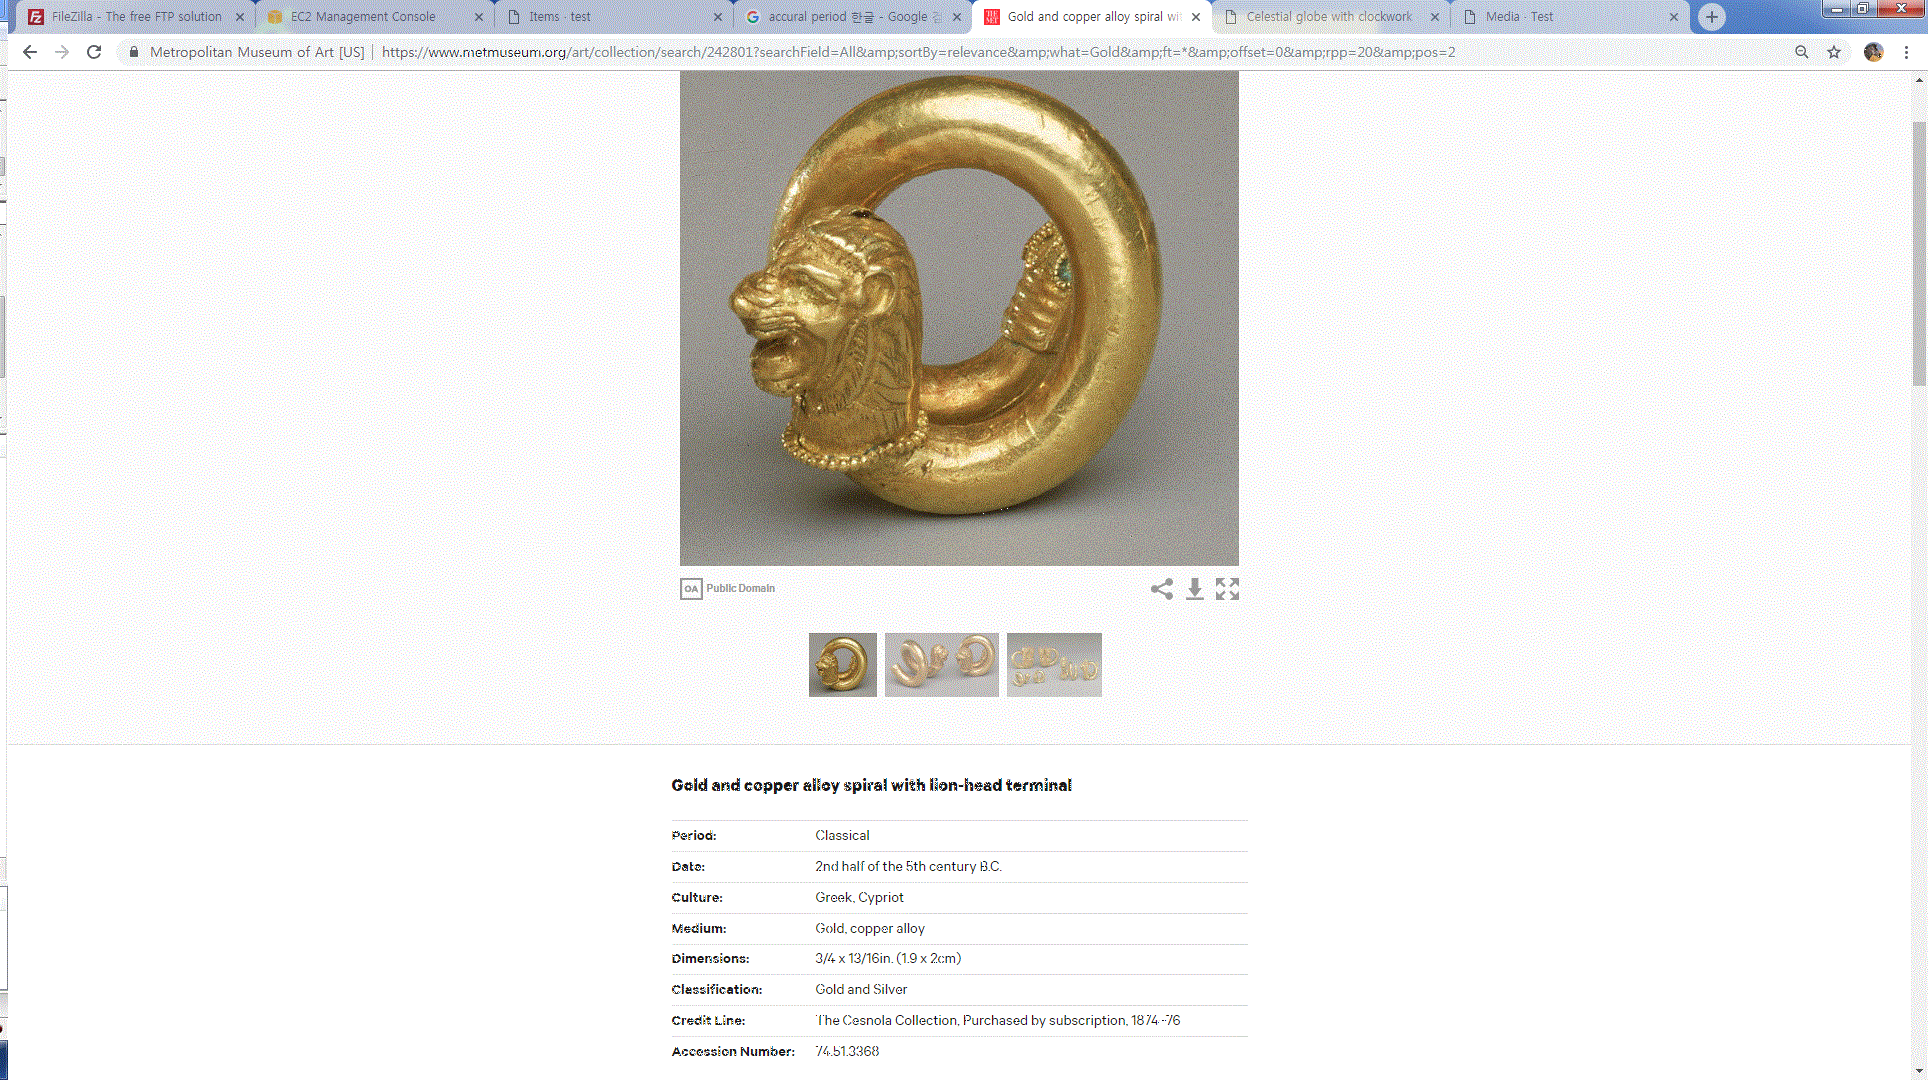 FileZilla - The free FTP solution
EC2 Management Console
Items · test
accural period 한글 - Google
Gold and copper alloy spiral wi
Celestial globe with clockwork
Media · Test
Metropolitan Museum of Art [US] | https://www.metmuseum.org/art/collection/search/242801?searchField=All&amp;sortBy=relevance&amp;what=Gold&amp;ft=*&amp;offset=0&amp;rpp=20&amp;pos=2
OA Public Domain
Gold and copper alloy spiral with lion-head terminal
Period: Classical
Date: 2nd half of the 5th century B.C.
Culture: Greek, Cypriot
Medium: Gold, copper alloy
Dimensions: 3/4 x 13/16in. (1.9 x 2cm)
Classification: Gold and Silver
Credit Line: The Cesnola Collection, Purchased by subscription, 1874–76
Accession Number: 74.51.3368